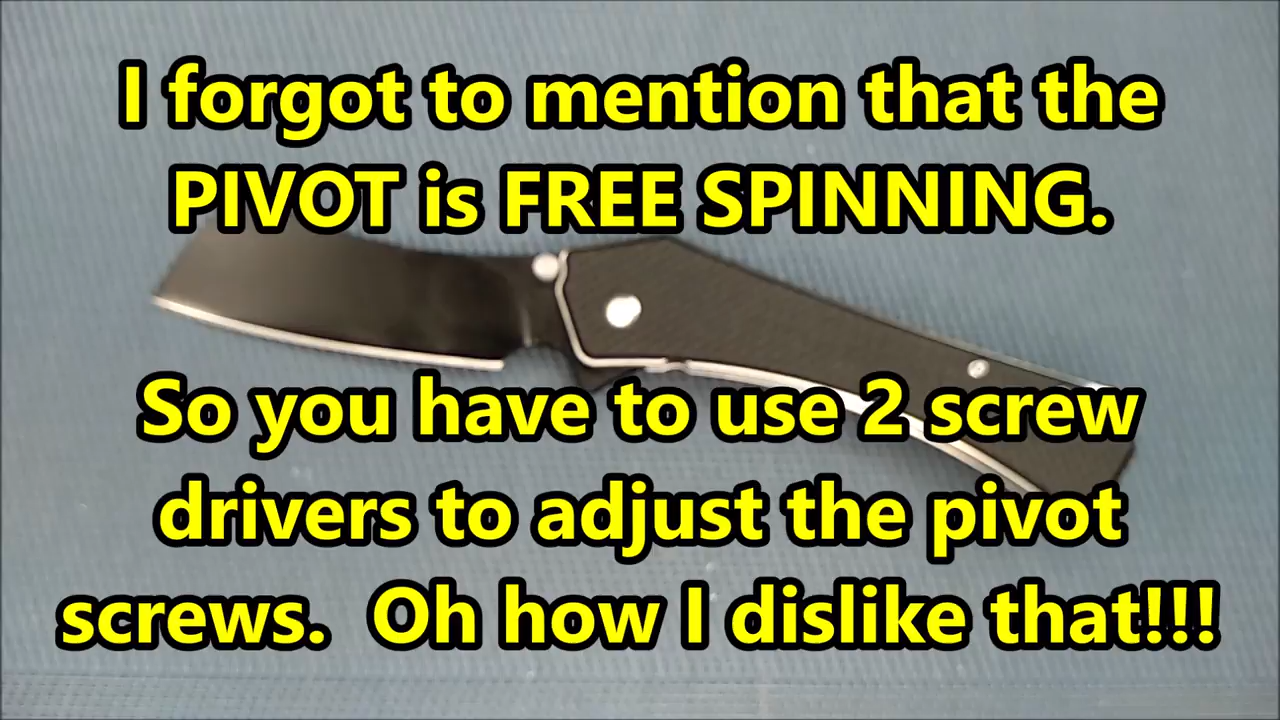 I forgot to mention that the
PIVOT is FREE SPINNING.
So you have to use 2 screw
drivers to adjust the pivot
screws.  Oh how I dislike that!!!